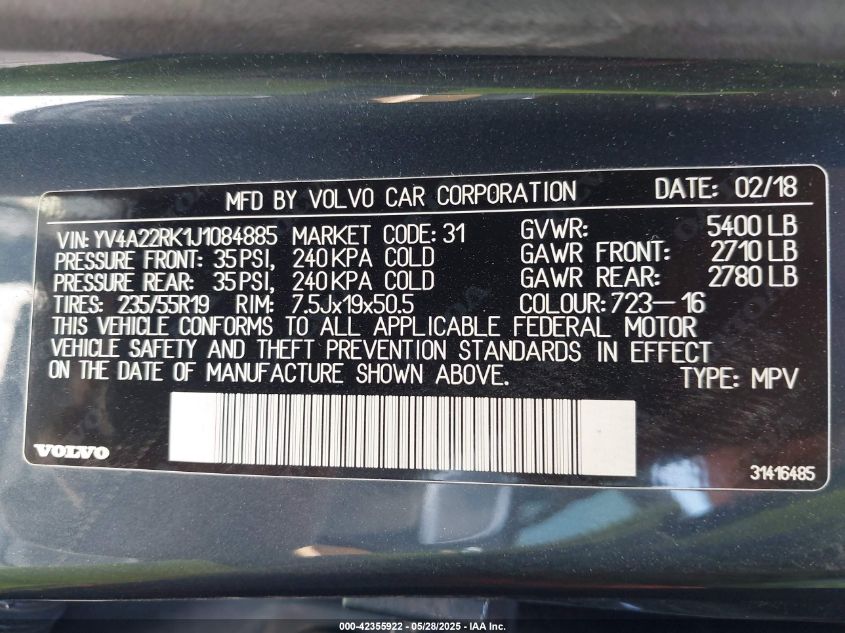 MFD BY VOLVO CAR CORPORATION DATE: 02/18
VIN: YV4A22RK1J1084885 MARKET CODE: 31 GVWR: 5400 LB
PRESSURE FRONT: 35 PSI, 240 KPA COLD GAWR FRONT: 2710 LB
PRESSURE REAR: 35 PSI, 240 KPA COLD GAWR REAR: 2780 LB
TIRES: 235/55R19 RIM: 7.5Jx19x50.5 COLOUR: 723-16
THIS VEHICLE CONFORMS TO ALL APPLICABLE FEDERAL MOTOR
VEHICLE SAFETY AND THEFT PREVENTION STANDARDS IN EFFECT
ON THE DATE OF MANUFACTURE SHOWN ABOVE. TYPE: MPV
VOLVO 31416485
000-42355922 - 05/28/2025 - IAA Inc.